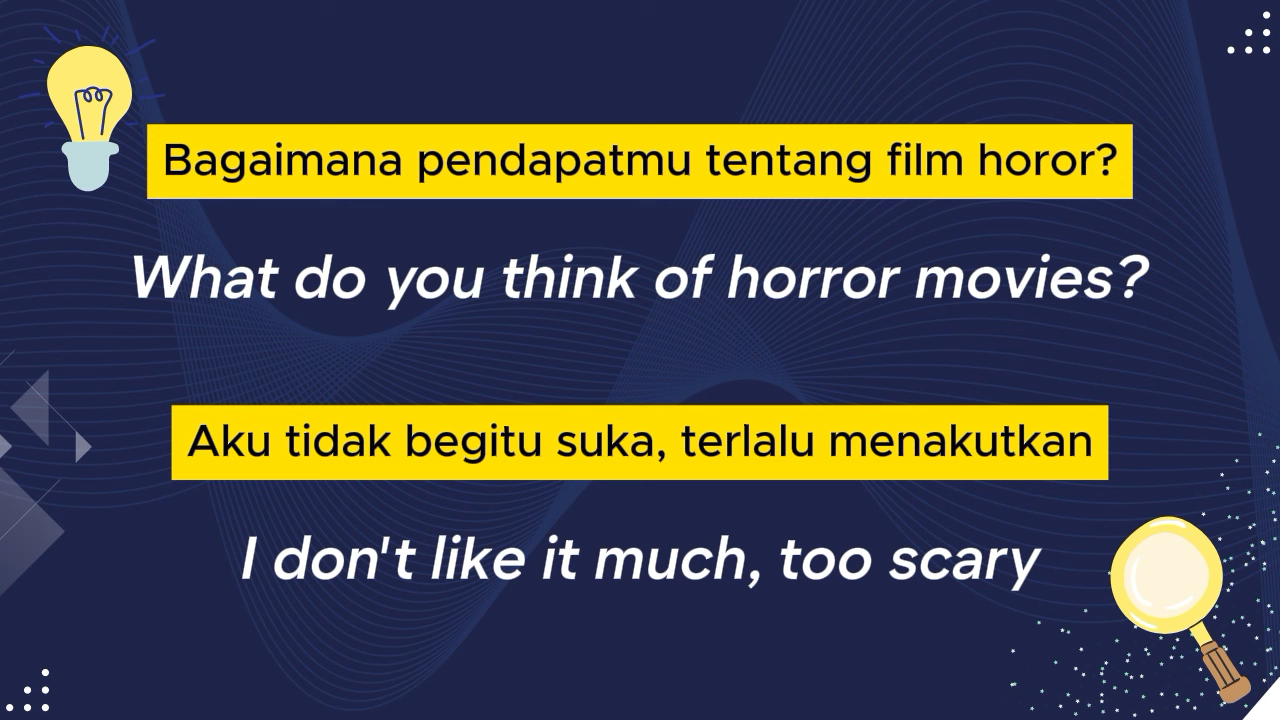 Bagaimana pendapatmu tentang film horor?
What do you think of horror movies?
Aku tidak begitu suka, terlalu menakutkan
I don't like it much, too scary